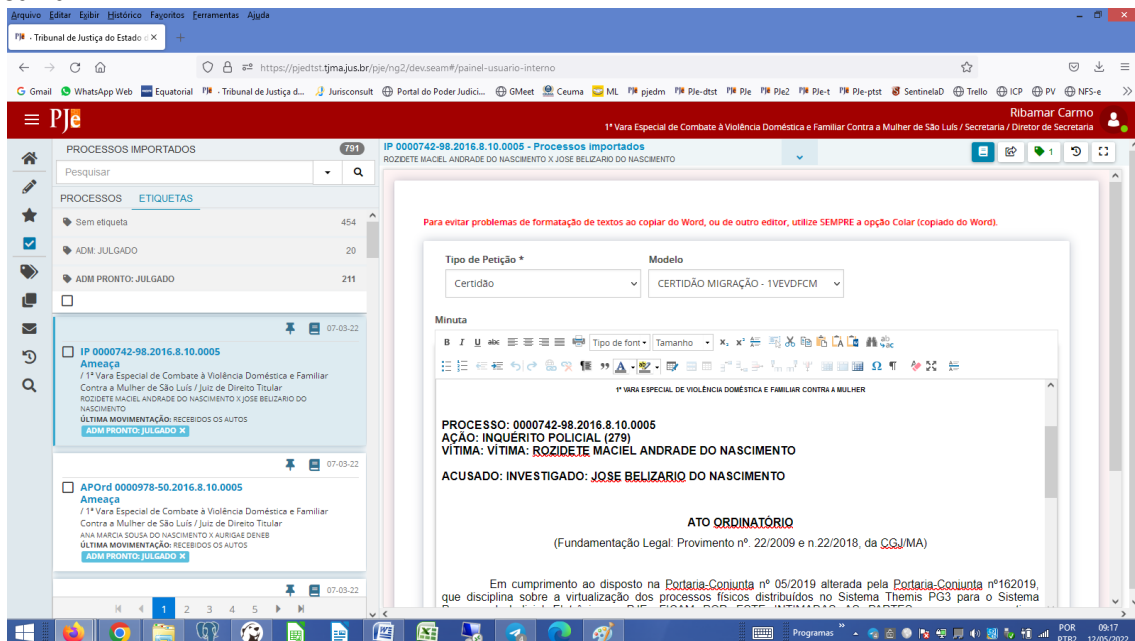 Arquivo Editar Exibir Histórico Favoritos Ferramentas Ajuda
PJe · Tribunal de Justiça do Estado d
https://pjedtst.tjma.jus.br/pje/ng2/dev.seam#/painel-usuario-interno
Gmail WhatsApp Web Equatorial PJe · Tribunal de Justiça d... Jurisconsult Portal do Poder Judici... GMeet Ceuma ML pjedm PJe-dtst PJe PJe2 PJe-t PJe-ptst SentinelaD Trello ICP PV NFS-e
PJe
Ribamar Carmo
1ª Vara Especial de Combate à Violência Doméstica e Familiar Contra a Mulher de São Luís / Secretaria / Diretor de Secretaria
PROCESSOS IMPORTADOS 791
Pesquisar
PROCESSOS ETIQUETAS
Sem etiqueta 454
ADM: JULGADO 20
ADM PRONTO: JULGADO 211
07-03-22
IP 0000742-98.2016.8.10.0005
Ameaça
/ 1ª Vara Especial de Combate à Violência Doméstica e Familiar
Contra a Mulher de São Luís / Juiz de Direito Titular
ROZIDETE MACIEL ANDRADE DO NASCIMENTO X JOSE BELIZARIO DO
NASCIMENTO
ÚLTIMA MOVIMENTAÇÃO: RECEBIDOS OS AUTOS
ADM PRONTO: JULGADO ×
07-03-22
APOrd 0000978-50.2016.8.10.0005
Ameaça
/ 1ª Vara Especial de Combate à Violência Doméstica e Familiar
Contra a Mulher de São Luís / Juiz de Direito Titular
ANA MARCIA SOUSA DO NASCIMENTO X AURIGAE DENEB
ÚLTIMA MOVIMENTAÇÃO: RECEBIDOS OS AUTOS
ADM PRONTO: JULGADO ×
07-03-22
1 2 3 4 5
IP 0000742-98.2016.8.10.0005 - Processos importados
ROZIDETE MACIEL ANDRADE DO NASCIMENTO X JOSE BELIZARIO DO NASCIMENTO
1
Para evitar problemas de formatação de textos ao copiar do Word, ou de outro editor, utilize SEMPRE a opção Colar (copiado do Word).
Tipo de Petição * Modelo
Certidão CERTIDÃO MIGRAÇÃO - 1VEVDFCM
Minuta
B I U abc Tipo de font Tamanho
1ª VARA ESPECIAL DE VIOLÊNCIA DOMÉSTICA E FAMILIAR CONTRA A MULHER
PROCESSO: 0000742-98.2016.8.10.0005
AÇÃO: INQUÉRITO POLICIAL (279)
VÍTIMA: VÍTIMA: ROZIDETE MACIEL ANDRADE DO NASCIMENTO
ACUSADO: INVESTIGADO: JOSE BELIZARIO DO NASCIMENTO
ATO ORDINATÓRIO
(Fundamentação Legal: Provimento nº. 22/2009 e n.22/2018, da CGJ/MA)
Em cumprimento ao disposto na Portaria-Conjunta nº 05/2019 alterada pela Portaria-Conjunta nº162019,
que disciplina sobre a virtualização dos processos físicos distribuídos no Sistema Themis PG3 para o Sistema
Programas POR 09:17
PTB2 12/05/2022